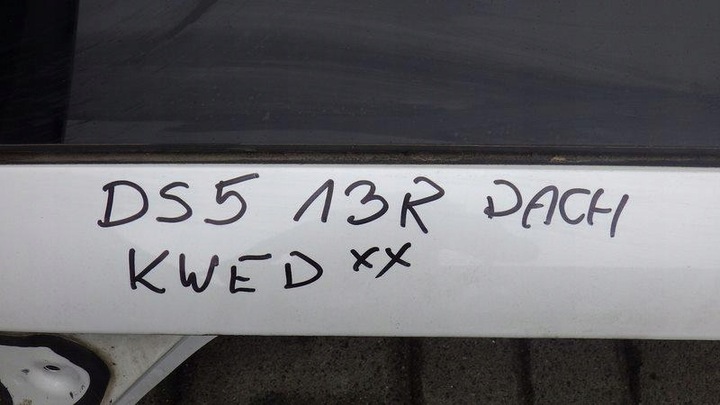 DS5 13R DACH
KWED xx